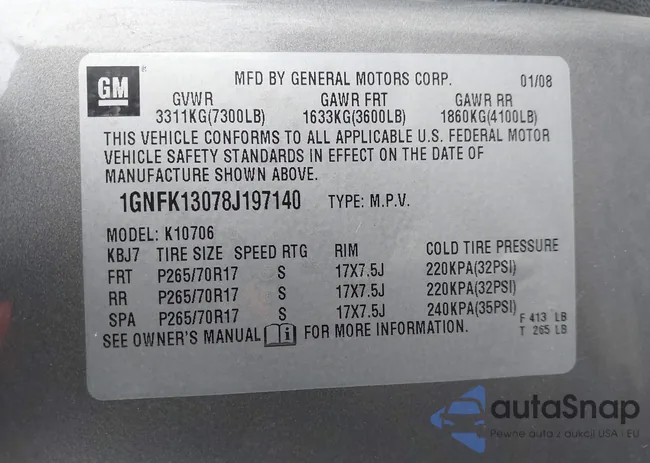 GM
MFD BY GENERAL MOTORS CORP. 01/08
GVWR GAWR FRT GAWR RR
3311KG(7300LB) 1633KG(3600LB) 1860KG(4100LB)
THIS VEHICLE CONFORMS TO ALL APPLICABLE U.S. FEDERAL MOTOR
VEHICLE SAFETY STANDARDS IN EFFECT ON THE DATE OF
MANUFACTURE SHOWN ABOVE.
1GNFK13078J197140 TYPE: M.P.V.
MODEL: K10706
KBJ7 TIRE SIZE SPEED RTG RIM COLD TIRE PRESSURE
FRT P265/70R17 S 17X7.5J 220KPA(32PSI)
RR P265/70R17 S 17X7.5J 220KPA(32PSI)
SPA P265/70R17 S 17X7.5J 240KPA(35PSI)
F 413 LB
T 265 LB
SEE OWNER'S MANUAL i FOR MORE INFORMATION.
autaSnap
Pewne auta z aukcji USA i EU